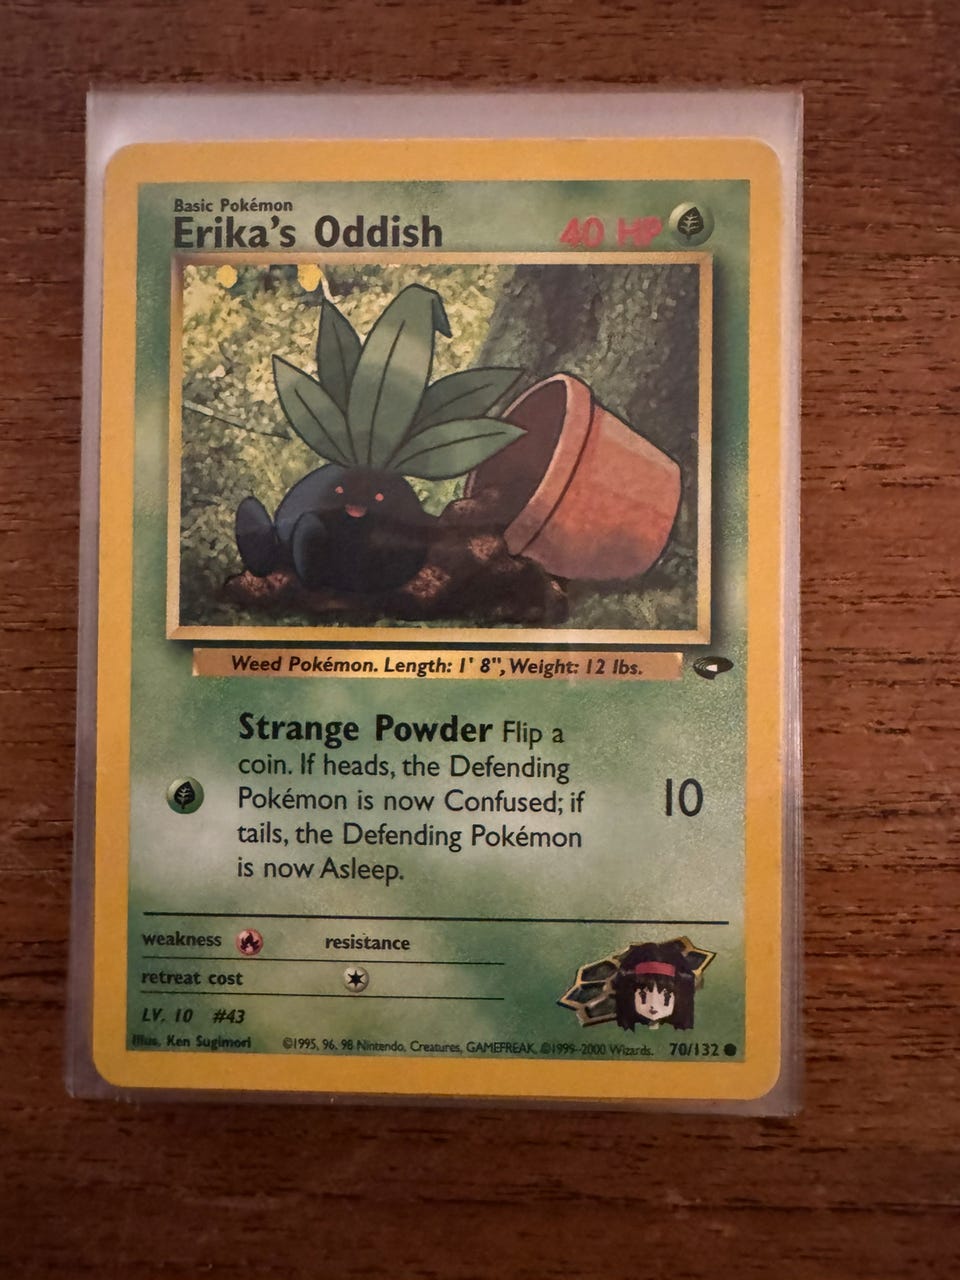 Basic Pokémon
Erika's Oddish 40 HP
Weed Pokémon. Length: 1' 8", Weight: 12 lbs.
Strange Powder Flip a
coin. If heads, the Defending
Pokémon is now Confused; if
tails, the Defending Pokémon
is now Asleep.
10
weakness resistance
retreat cost
LV. 10 #43
Illus. Ken Sugimori ©1995, 96, 98 Nintendo, Creatures, GAMEFREAK. ©1999-2000 Wizards. 70/132